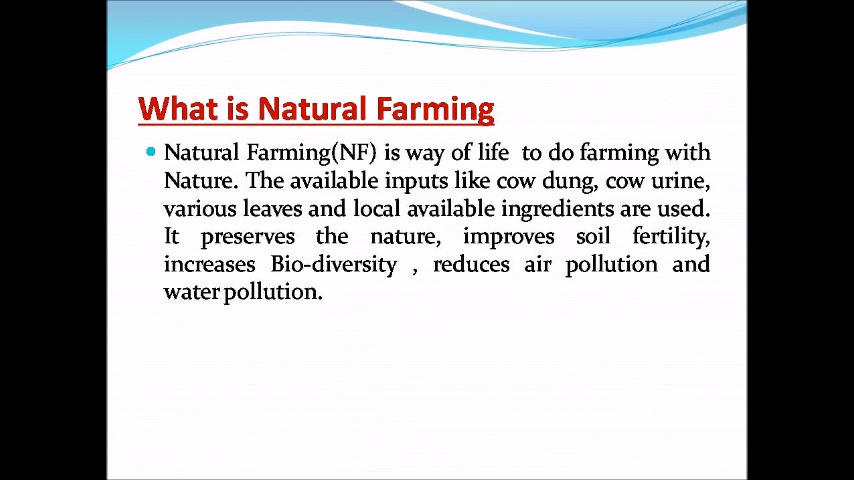 What is Natural Farming
Natural Farming(NF) is way of life to do farming with
Nature. The available inputs like cow dung, cow urine,
various leaves and local available ingredients are used.
It preserves the nature, improves soil fertility,
increases Bio-diversity , reduces air pollution and
water pollution.